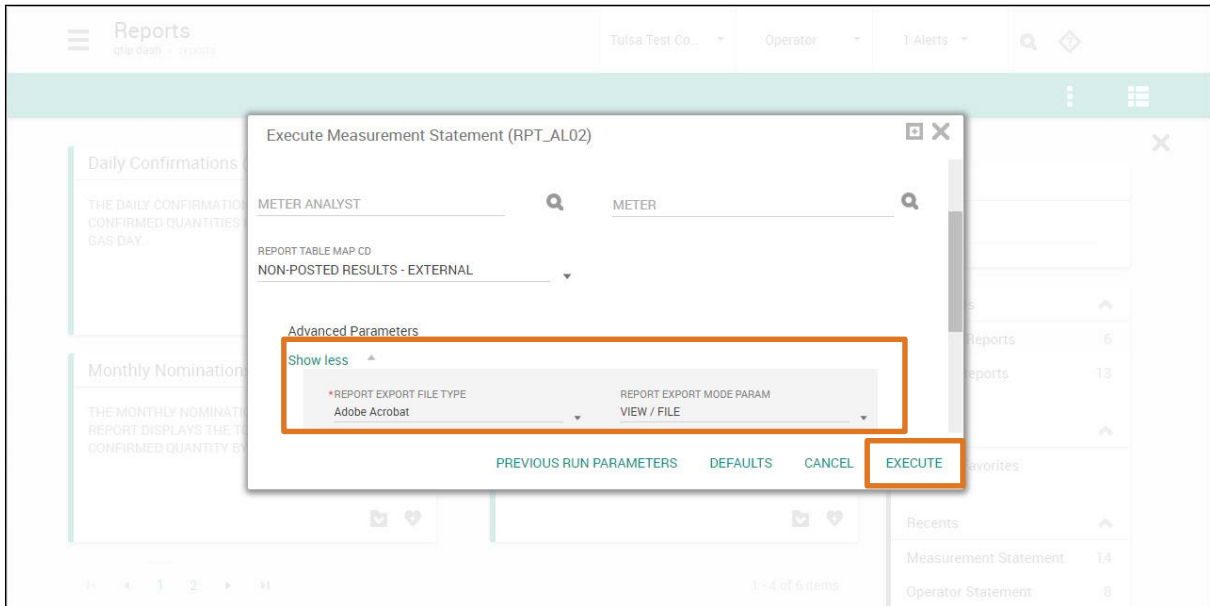 Reports
qtip dash
reports
Tulsa Test Co...
Operator
1 Alerts
Execute Measurement Statement (RPT_AL02)
Daily Confirmations
THE DAILY CONFIRMATION
CONFIRMED QUANTITIES
GAS DAY.
METER ANALYST
METER
REPORT TABLE MAP CD
NON-POSTED RESULTS - EXTERNAL
Advanced Parameters
Show less
*REPORT EXPORT FILE TYPE
REPORT EXPORT MODE PARAM
Adobe Acrobat
VIEW / FILE
PREVIOUS RUN PARAMETERS
DEFAULTS
CANCEL
EXECUTE
Monthly Nomination
THE MONTHLY NOMINATI
REPORT DISPLAYS THE TO
CONFIRMED QUANTITY BY
Reports 6
eports 13
avorites
Recents
Measurement Statement 14
Operator Statement 8
1 2
1 - 4 of 6 items